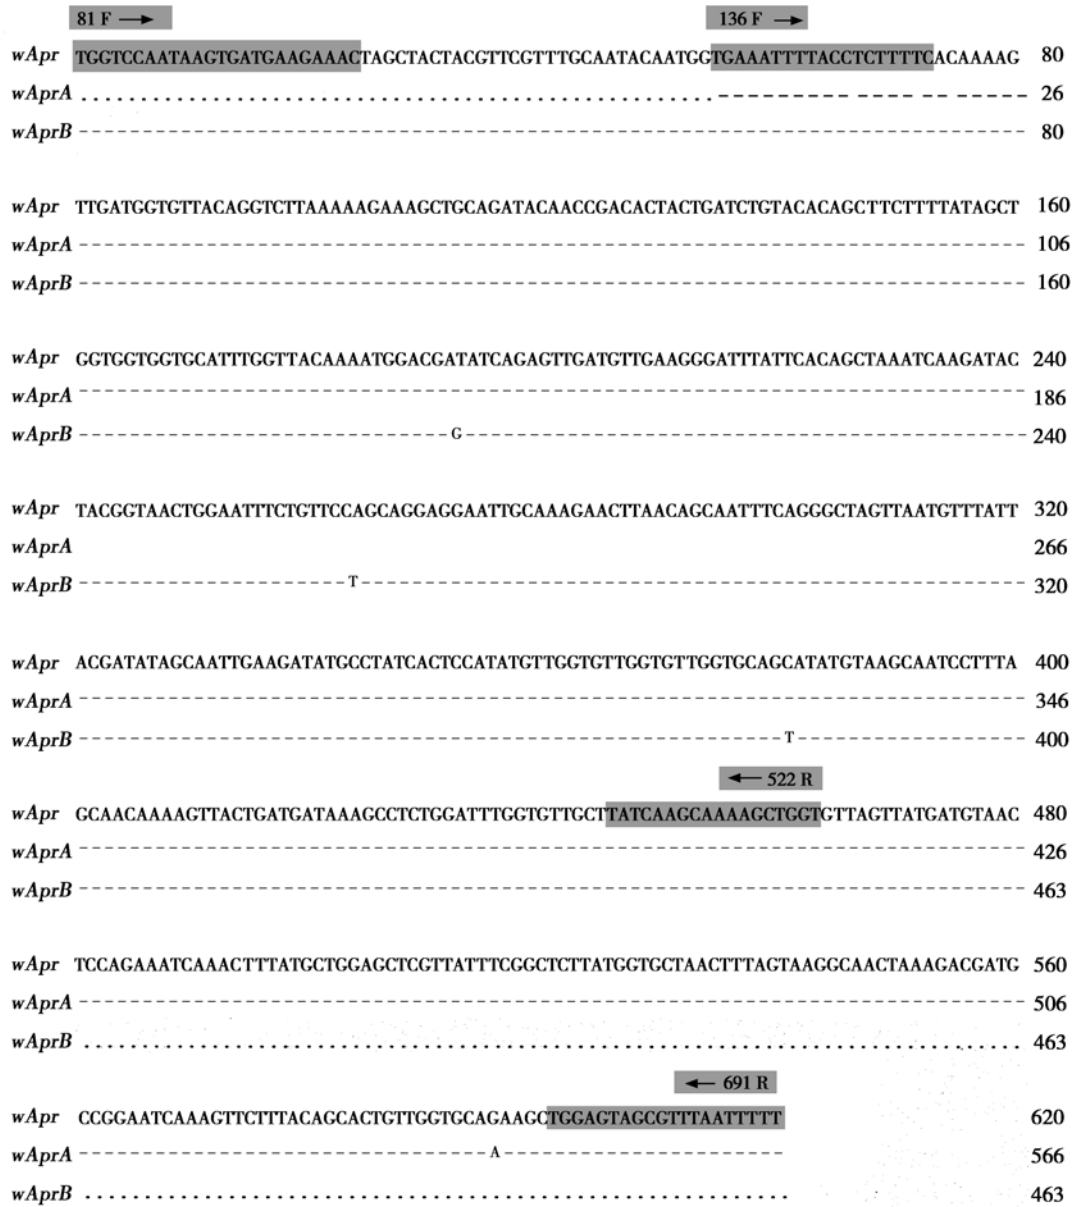 81 F → 136 F →
wApr TGGTCCAATAAGTGATGAAGAAACTAGCTACTACGTTCGTTTGCAATACAATGGTGAAATTTTACCTCTTTTCACAAAAG 80
wAprA ...................................................... -------------------------- 26
wAprB -------------------------------------------------------------------------------- 80
wApr TTGATGGTGTTACAGGTCTTAAAAAGAAAGCTGCAGATACAACCGACACTACTGATCTGTACACAGCTTCTTTTATAGCT 160
wAprA -------------------------------------------------------------------------------- 106
wAprB -------------------------------------------------------------------------------- 160
wApr GGTGGTGGTGCATTTGGTTACAAAATGGACGATATCAGAGTTGATGTTGAAGGGATTTATTCACAGCTAAATCAAGATAC 240
wAprA -------------------------------------------------------------------------------- 186
wAprB --------------------------------G----------------------------------------------- 240
wApr TACGGTAACTGGAATTTCTGTTCCAGCAGGAGGAATTGCAAAGAACTTAACAGCAATTTCAGGGCTAGTTAATGTTTATT 320
wAprA 266
wAprB -----------------------T-------------------------------------------------------- 320
wApr ACGATATAGCAATTGAAGATATGCCTATCACTCCATATGTTGGTGTTGGTGTTGGTGCAGCATATGTAAGCAATCCTTTA 400
wAprA -------------------------------------------------------------------------------- 346
wAprB ------------------------------------------------------------T------------------- 400
← 522 R
wApr GCAACAAAAGTTACTGATGATAAAGCCTCTGGATTTGGTGTTGCTTATCAAGCAAAAGCTGGTGTTAGTTATGATGTAAC 480
wAprA -------------------------------------------------------------------------------- 426
wAprB -------------------------------------------------------------------------------- 463
wApr TCCAGAAATCAAACTTTATGCTGGAGCTCGTTATTTCGGCTCTTATGGTGCTAACTTTAGTAAGGCAACTAAAGACGATG 560
wAprA -------------------------------------------------------------------------------- 506
wAprB ................................................................................ 463
← 691 R
wApr CCGGAATCAAAGTTCTTTACAGCACTGTTGGTGCAGAAGCTGGAGTAGCGTTTAATTTTT 620
wAprA -----------------------------------A------------------------ 566
wAprB ............................................................ 463